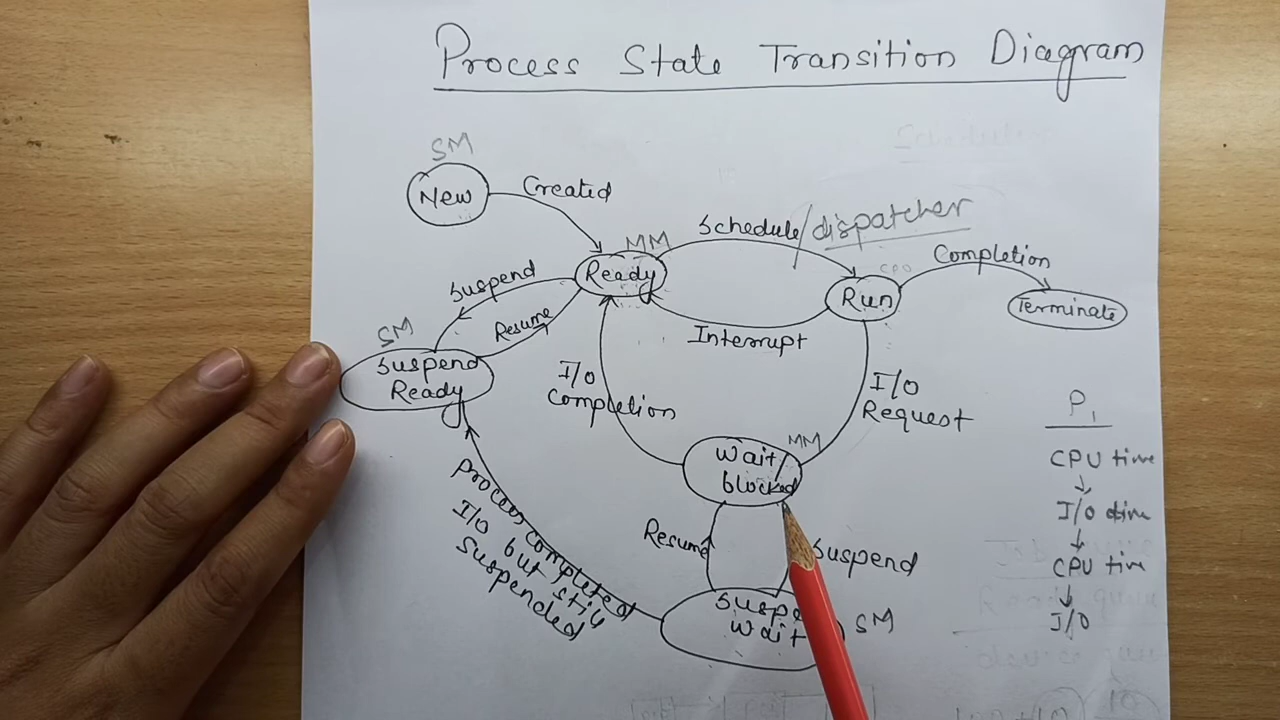 Process State Transition Diagram
SM
New
Created
Schedule/dispatcher
MM
Ready
CPU
Run
Completion
Terminate
Suspend
Resume
Interrupt
SM
Suspend
Ready
I/O
Completion
I/O
Request
MM
Wait/
blocked
Process completed
I/O but still
suspended
Resume
Suspend
Wait
SM
P1
CPU time
I/O time
CPU time
I/O